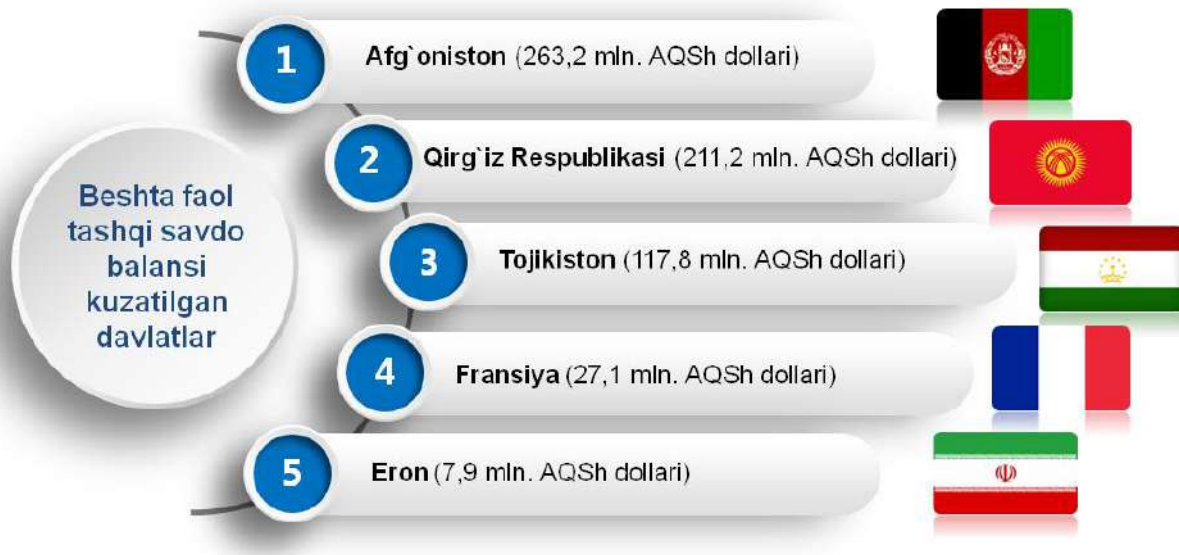 Beshta faol
tashqi savdo
balansi
kuzatilgan
davlatlar
1
Afg`oniston (263,2 mln. AQSh dollari)
2
Qirg`iz Respublikasi (211,2 mln. AQSh dollari)
3
Tojikiston (117,8 mln. AQSh dollari)
4
Fransiya (27,1 mln. AQSh dollari)
5
Eron (7,9 mln. AQSh dollari)